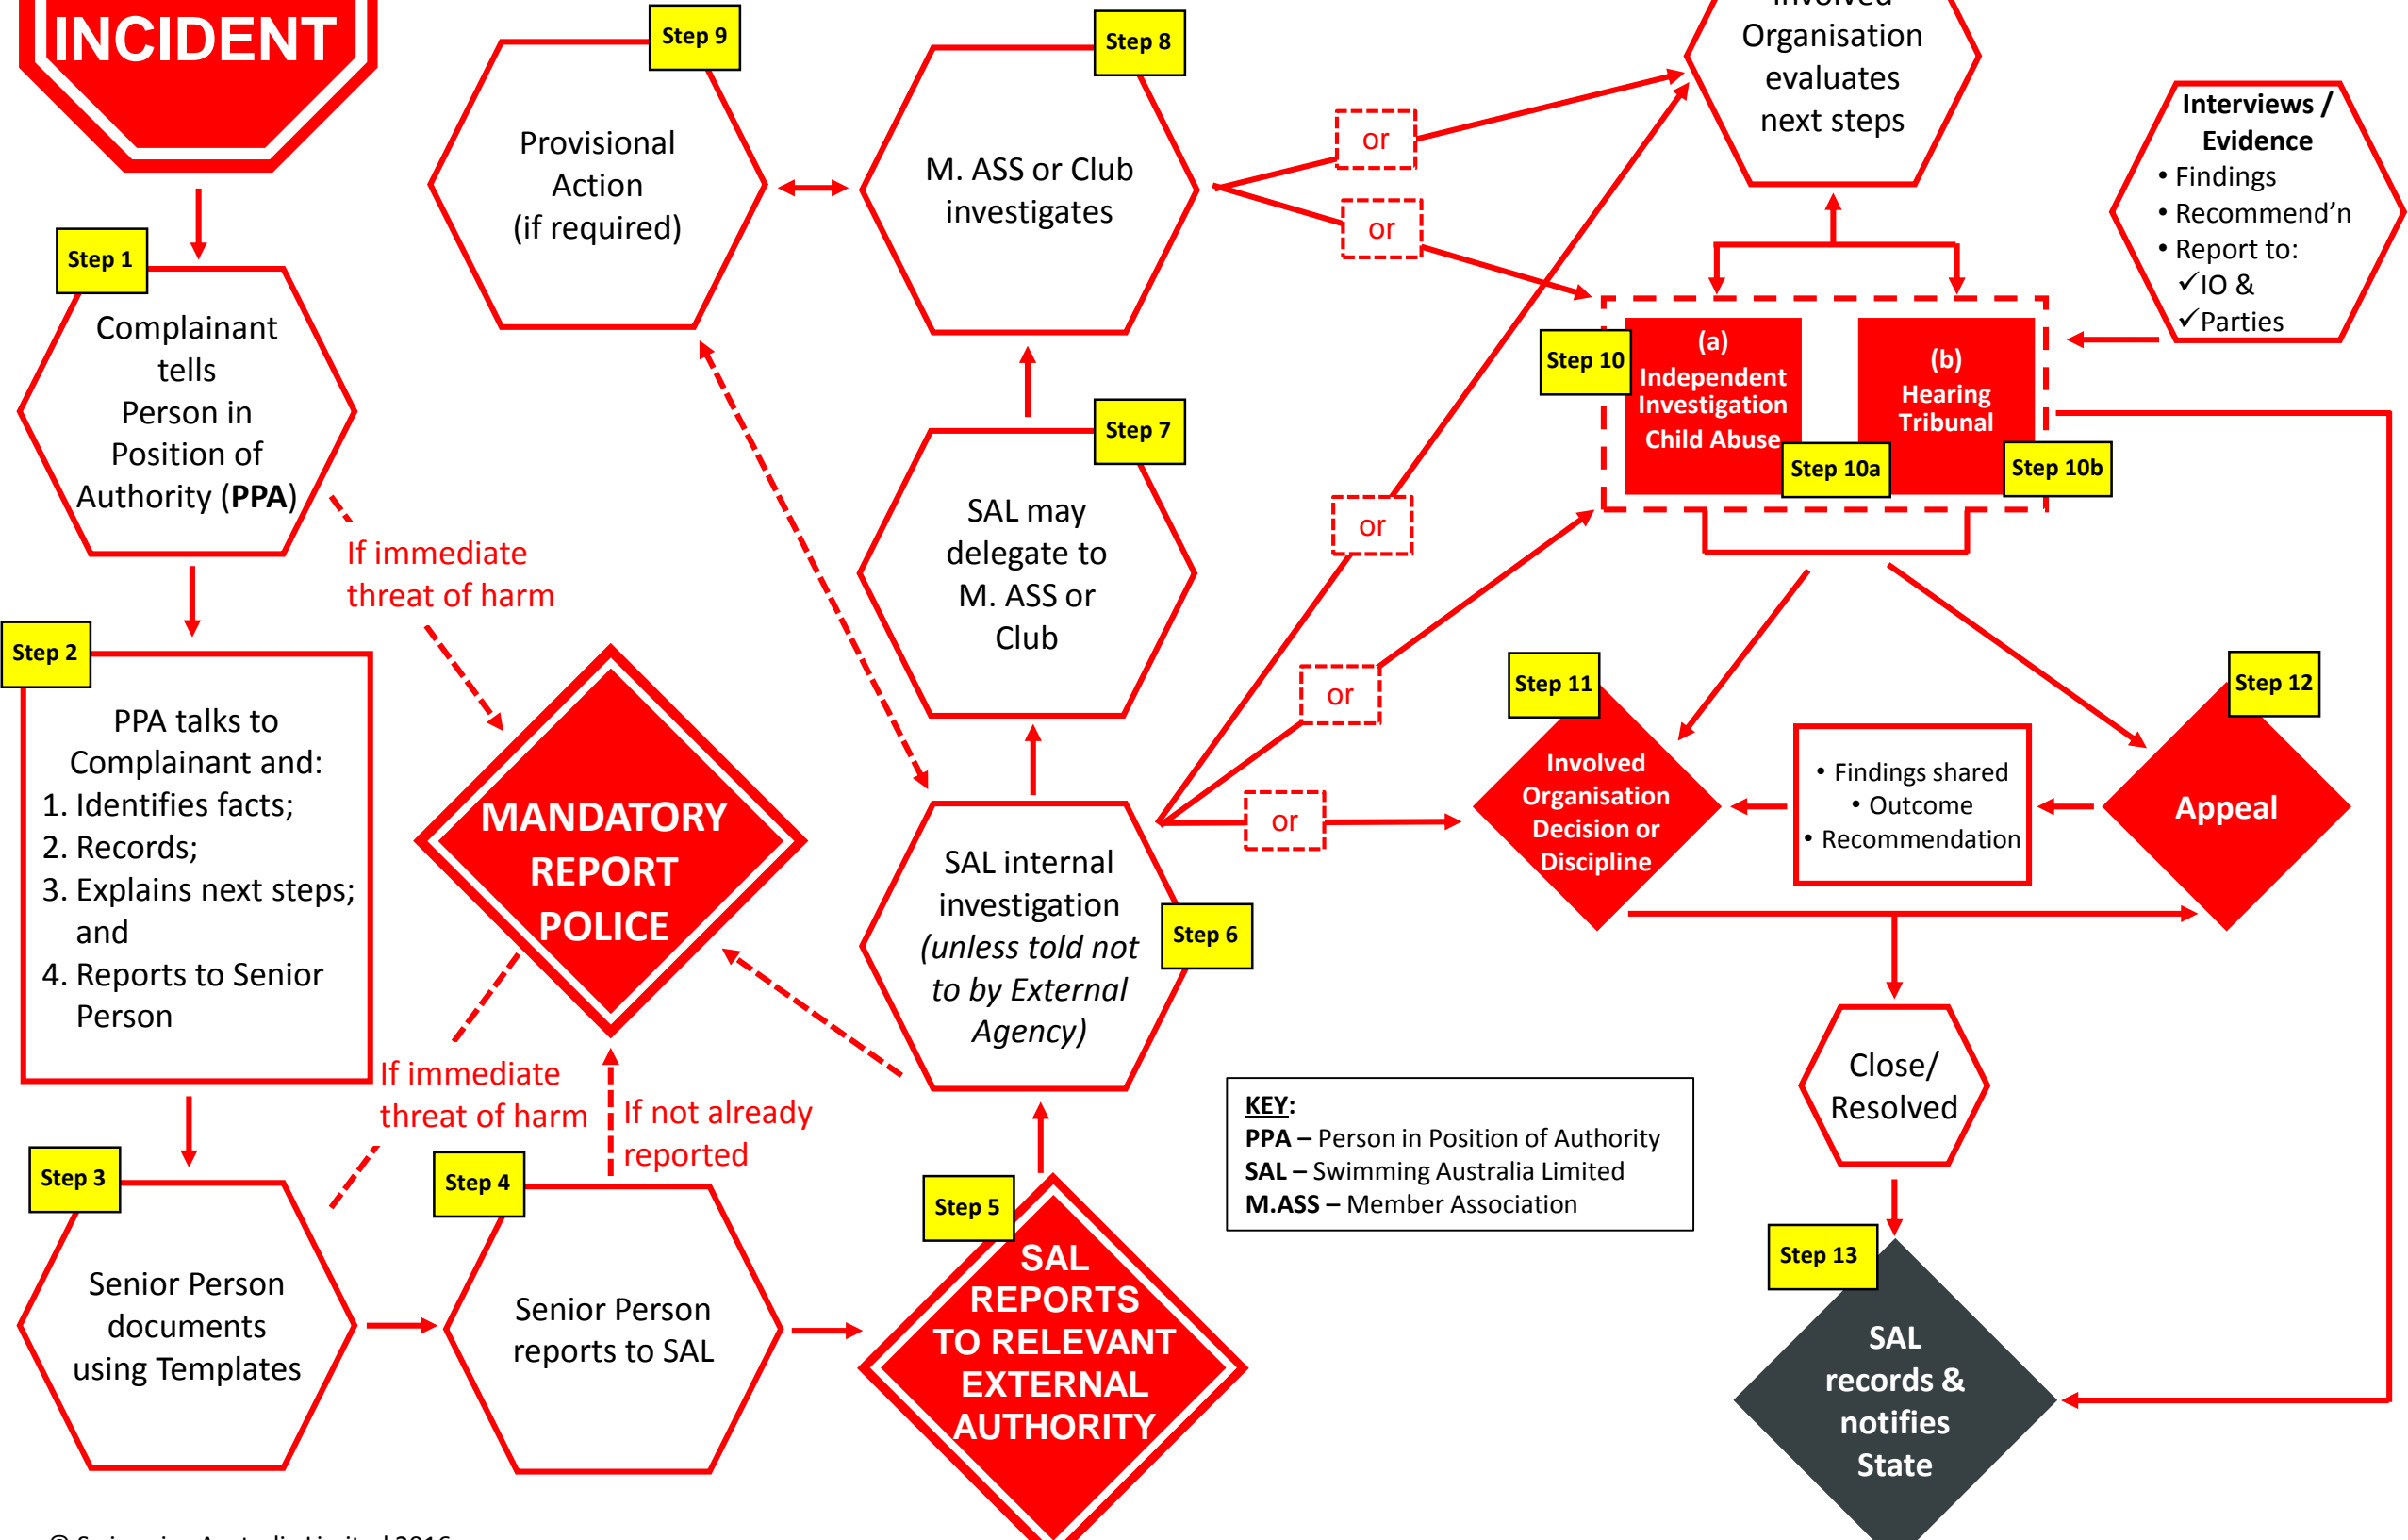 INCIDENT
Step 1
Complainant
tells
Person in
Position of
Authority (PPA)
If immediate
threat of harm
Step 2
PPA talks to
Complainant and:
1. Identifies facts;
2. Records;
3. Explains next steps;
and
4. Reports to Senior
Person
MANDATORY
REPORT
POLICE
If immediate
threat of harm
If not already
reported
Step 3
Senior Person
documents
using Templates
Step 4
Senior Person
reports to SAL
Step 5
SAL
REPORTS
TO RELEVANT
EXTERNAL
AUTHORITY
Step 6
SAL internal
investigation
(unless told not
to by External
Agency)
Step 7
SAL may
delegate to
M. ASS or
Club
Step 8
M. ASS or Club
investigates
Step 9
Provisional
Action
(if required)
or
or
or
or
or
Involved
Organisation
evaluates
next steps
Interviews /
Evidence
• Findings
• Recommend’n
• Report to:
✓IO &
✓Parties
Step 10
(a)
Independent
Investigation
Child Abuse
Step 10a
(b)
Hearing
Tribunal
Step 10b
Step 11
Involved
Organisation
Decision or
Discipline
• Findings shared
• Outcome
• Recommendation
Step 12
Appeal
Close/
Resolved
KEY:
PPA – Person in Position of Authority
SAL – Swimming Australia Limited
M.ASS – Member Association
Step 13
SAL
records &
notifies
State
© Swimming Australia Limited 2016